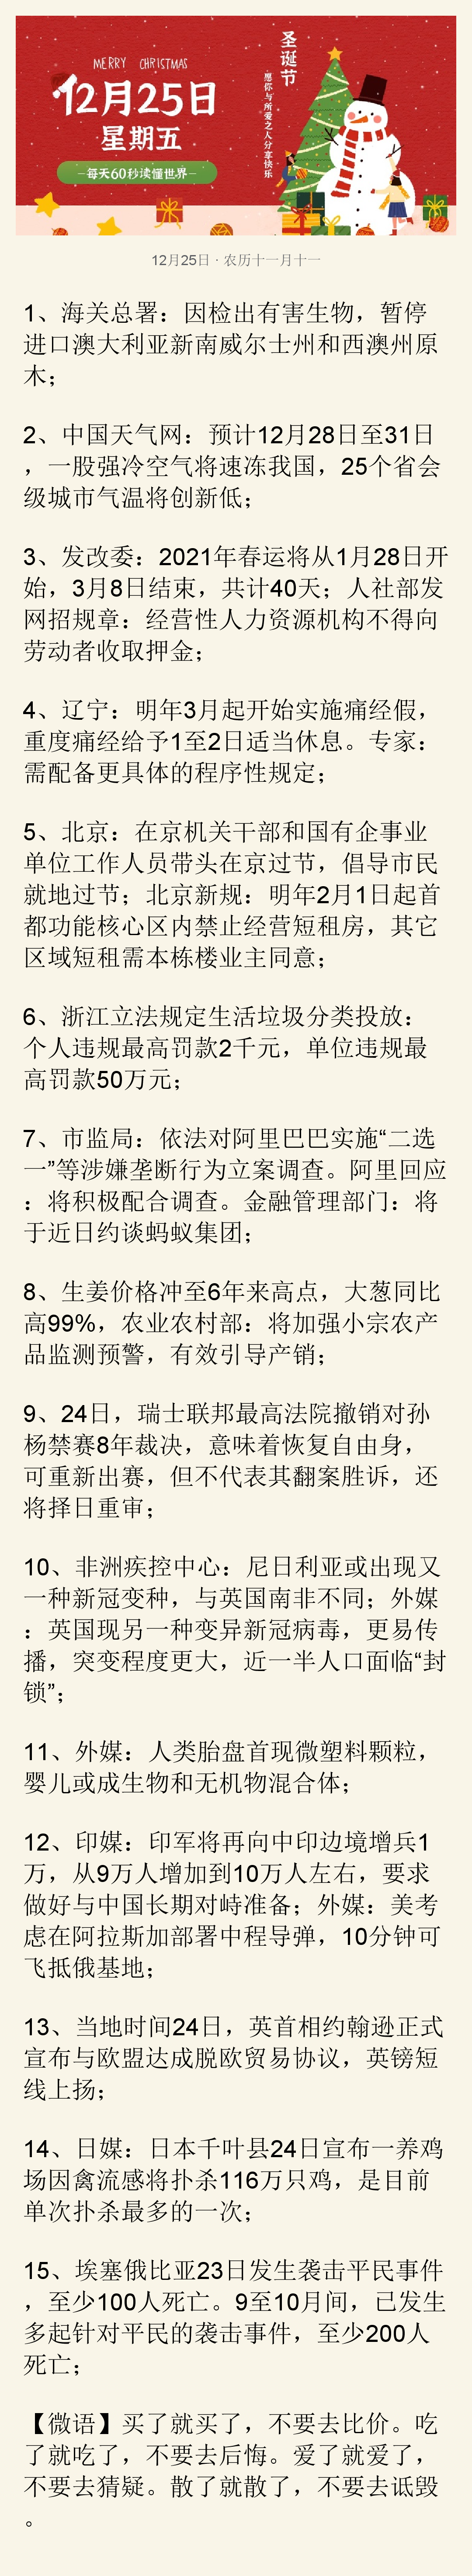 MERRY CHRISTMAS
12月25日
星期五
每天60秒读懂世界
圣诞节
愿你与所爱之人分享快乐
12月25日 · 农历十一月十一
1、海关总署：因检出有害生物，暂停
进口澳大利亚新南威尔士州和西澳州原
木；
2、中国天气网：预计12月28日至31日
，一股强冷空气将速冻我国，25个省会
级城市气温将创新低；
3、发改委：2021年春运将从1月28日开
始，3月8日结束，共计40天；人社部发
网招规章：经营性人力资源机构不得向
劳动者收取押金；
4、辽宁：明年3月起开始实施痛经假，
重度痛经给予1至2日适当休息。专家：
需配备更具体的程序性规定；
5、北京：在京机关干部和国有企事业
单位工作人员带头在京过节，倡导市民
就地过节；北京新规：明年2月1日起首
都功能核心区内禁止经营短租房，其它
区域短租需本栋楼业主同意；
6、浙江立法规定生活垃圾分类投放：
个人违规最高罚款2千元，单位违规最
高罚款50万元；
7、市监局：依法对阿里巴巴实施“二选
一”等涉嫌垄断行为立案调查。阿里回应
：将积极配合调查。金融管理部门：将
于近日约谈蚂蚁集团；
8、生姜价格冲至6年来高点，大葱同比
高99%，农业农村部：将加强小宗农产
品监测预警，有效引导产销；
9、24日，瑞士联邦最高法院撤销对孙
杨禁赛8年裁决，意味着恢复自由身，
可重新出赛，但不代表其翻案胜诉，还
将择日重审；
10、非洲疾控中心：尼日利亚或出现又
一种新冠变种，与英国南非不同；外媒
：英国现另一种变异新冠病毒，更易传
播，突变程度更大，近一半人口面临“封
锁”；
11、外媒：人类胎盘首现微塑料颗粒，
婴儿或成生物和无机物混合体；
12、印媒：印军将再向中印边境增兵1
万，从9万人增加到10万人左右，要求
做好与中国长期对峙准备；外媒：美考
虑在阿拉斯加部署中程导弹，10分钟可
飞抵俄基地；
13、当地时间24日，英首相约翰逊正式
宣布与欧盟达成脱欧贸易协议，英镑短
线上扬；
14、日媒：日本千叶县24日宣布一养鸡
场因禽流感将扑杀116万只鸡，是目前
单次扑杀最多的一次；
15、埃塞俄比亚23日发生袭击平民事件
，至少100人死亡。9至10月间，已发生
多起针对平民的袭击事件，至少200人
死亡；
【微语】买了就买了，不要去比价。吃
了就吃了，不要去后悔。爱了就爱了，
不要去猜疑。散了就散了，不要去诋毁
。